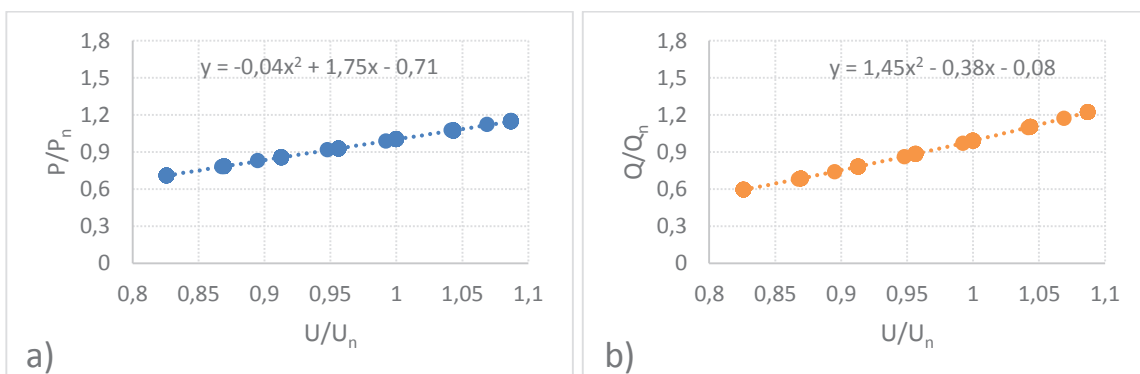 1,8
1,5
1,2
0,9
0,6
0,3
0
P/Pn
y = -0,04x² + 1,75x - 0,71
0,8 0,85 0,9 0,95 1 1,05 1,1
U/Un
a)
1,8
1,5
1,2
0,9
0,6
0,3
0
Q/Qn
y = 1,45x² - 0,38x - 0,08
0,8 0,85 0,9 0,95 1 1,05 1,1
U/Un
b)